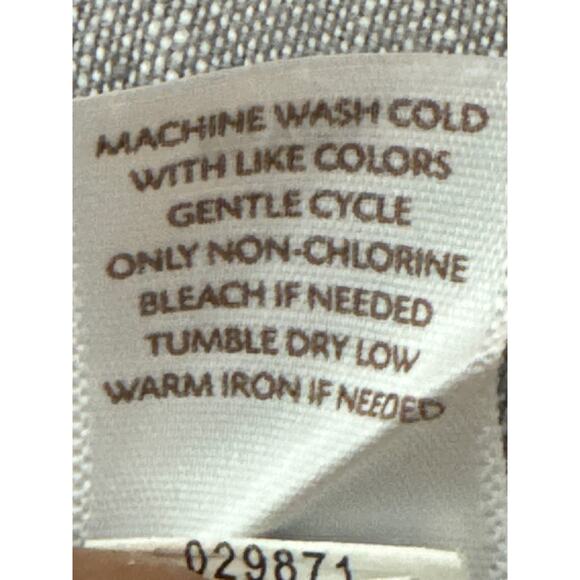 MACHINE WASH COLD
WITH LIKE COLORS
GENTLE CYCLE
ONLY NON-CHLORINE
BLEACH IF NEEDED
TUMBLE DRY LOW
WARM IRON IF NEEDED
029871